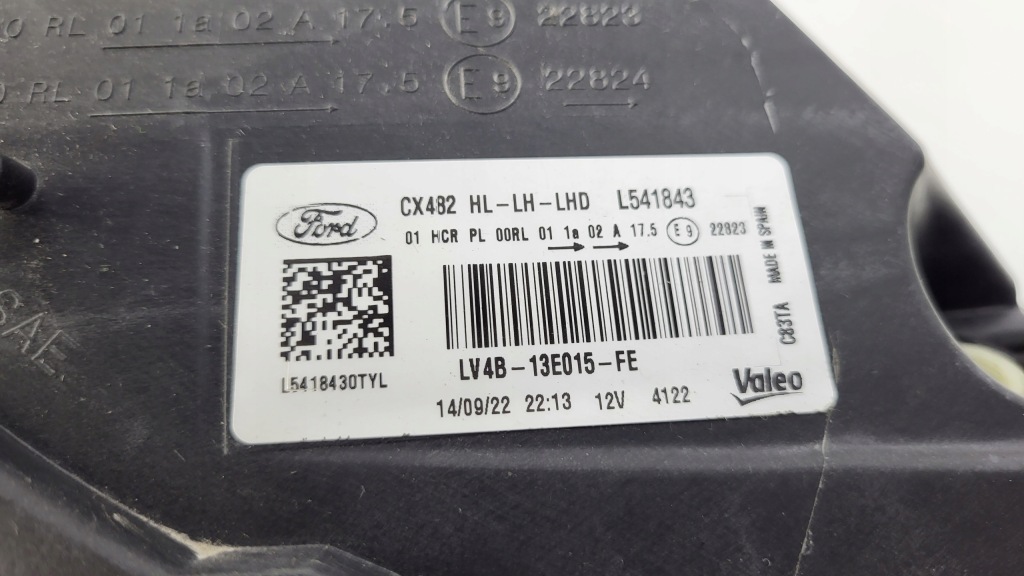 0 RL 01 1a 02 A 17.5 E9 22823
0 RL 01 1a 02 A 17.5 E9 22824
Ford
CX482 HL-LH-LHD L541843
01 HCR PL 00RL 01 1a 02 A 17.5 E9 22823
LV4B-13E015-FE
L5418430TYL
14/09/22 22:13 12V 4122
Valeo
C83TA MADE IN SPAIN
SAE